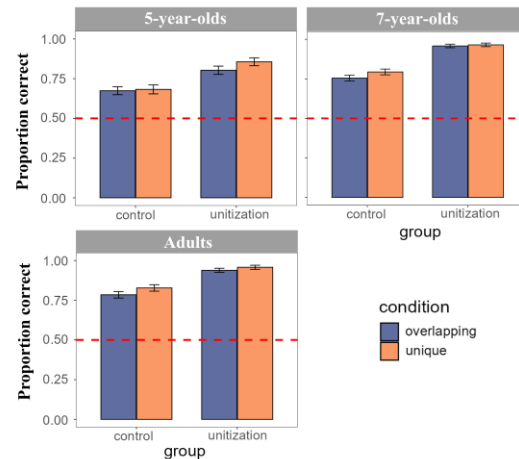 5-year-olds
7-year-olds
Proportion correct
1.00
0.75
0.50
0.25
0.00
control
unitization
1.00
0.75
0.50
0.25
0.00
control
unitization
group
Adults
Proportion correct
1.00
0.75
0.50
0.25
0.00
control
unitization
group
condition
overlapping
unique